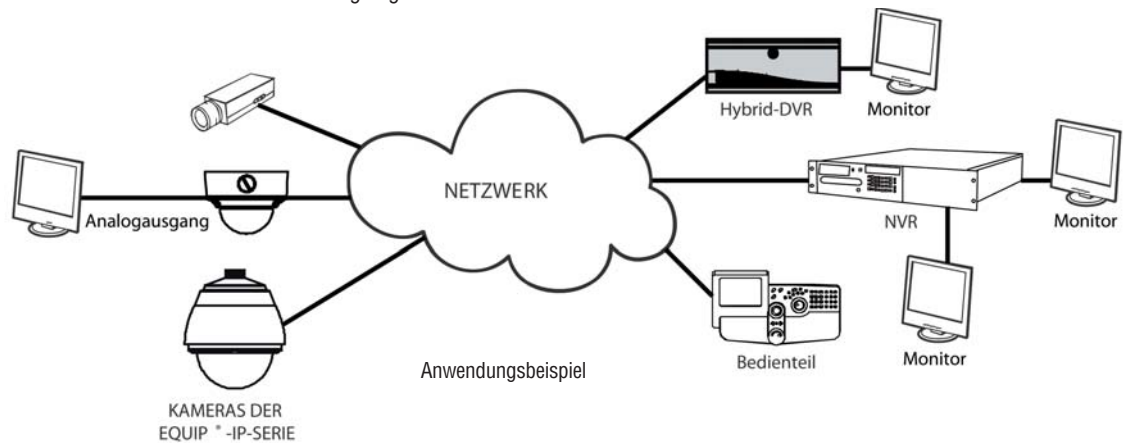 Hybrid-DVR
Monitor
NETZWERK
Analogausgang
NVR
Monitor
Anwendungsbeispiel
Bedienteil
Monitor
KAMERAS DER
EQUIP * -IP-SERIE